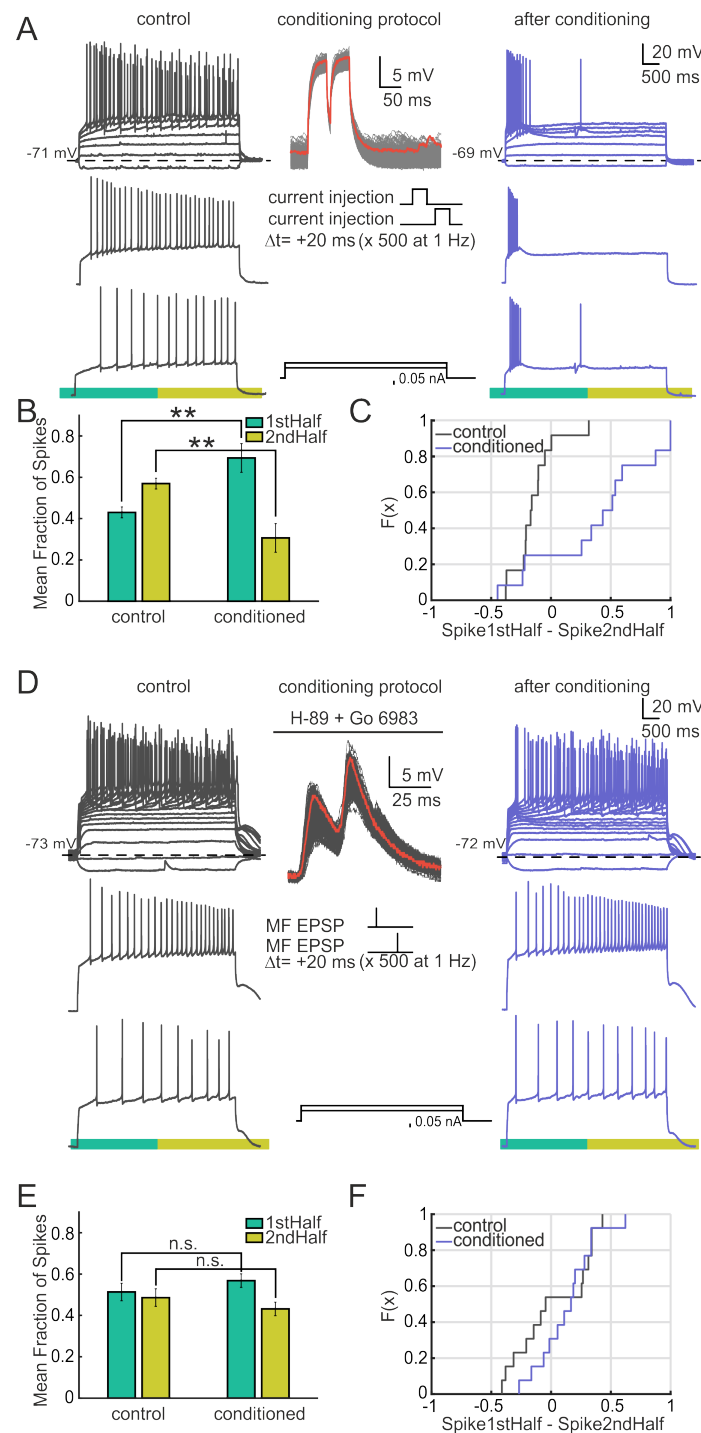 A
control
conditioning protocol
after conditioning
5 mV
50 ms
20 mV
500 ms
-71 mV
-69 mV
current injection
current injection
Δt= +20 ms (x 500 at 1 Hz)
0.05 nA
B
**
**
1stHalf
2ndHalf
Mean Fraction of Spikes
0.8
0.6
0.4
0.2
0
control
conditioned
C
control
conditioned
F(x)
1
0.8
0.6
0.4
0.2
0
-1
-0.5
0
0.5
1
Spike1stHalf - Spike2ndHalf
D
control
conditioning protocol
after conditioning
H-89 + Go 6983
5 mV
25 ms
20 mV
500 ms
-73 mV
-72 mV
MF EPSP
MF EPSP
Δt= +20 ms (x 500 at 1 Hz)
0.05 nA
E
n.s.
n.s.
1stHalf
2ndHalf
Mean Fraction of Spikes
0.8
0.6
0.4
0.2
0
control
conditioned
F
control
conditioned
F(x)
1
0.8
0.6
0.4
0.2
0
-1
-0.5
0
0.5
1
Spike1stHalf - Spike2ndHalf